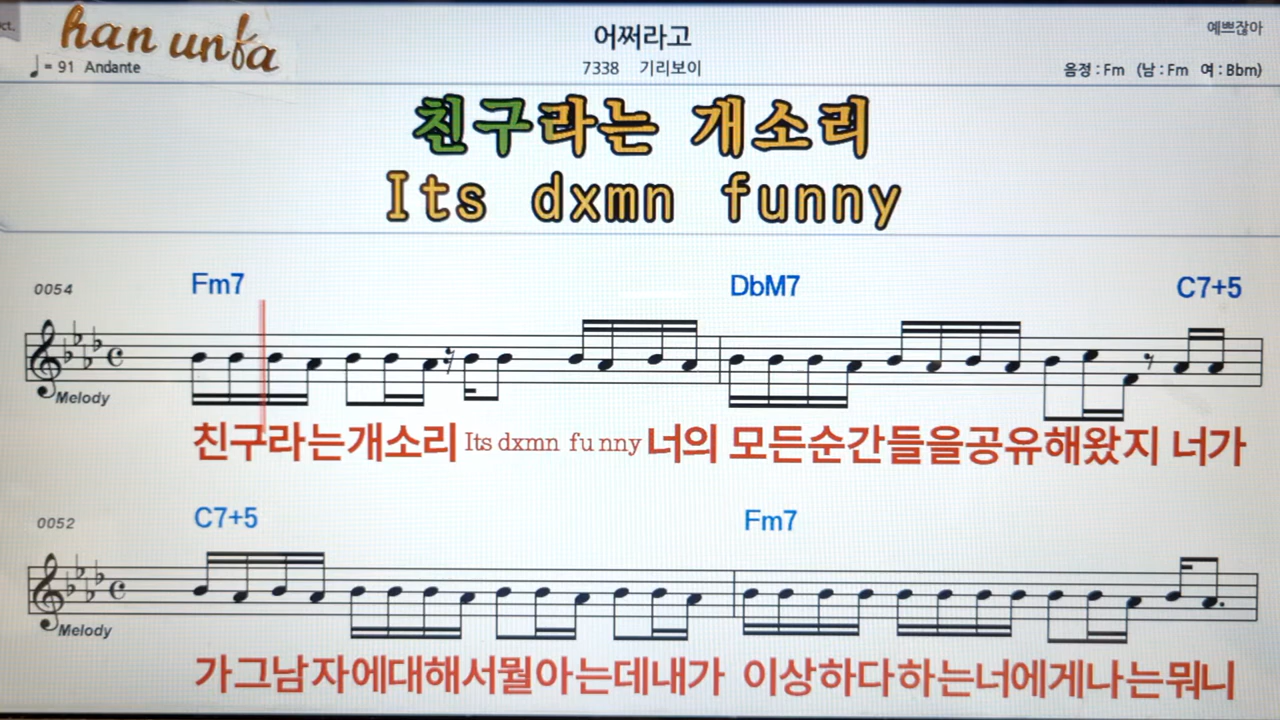 ct.
han unfa
어쩌라고
예쁘잖아
♩= 91 Andante
7338 기리보이
음정 : Fm (남 : Fm 여 : Bbm)
친구라는 개소리
Its dxmn funny
0054
Fm7 DbM7 C7+5
Melody
친구라는개소리 Its dxmn fu nny 너의 모든순간들을공유해왔지 너가
0052
C7+5 Fm7
Melody
가그남자에대해서뭘아는데내가 이상하다하는너에게나는뭐니